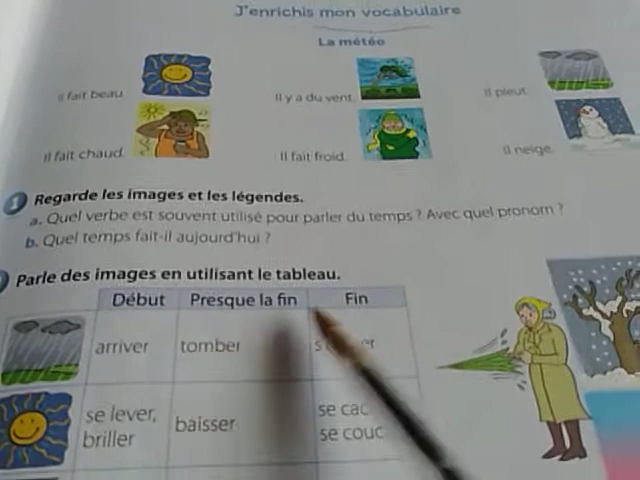 J'enrichis mon vocabulaire
La météo
Il fait beau.
Il y a du vent.
Il pleut.
Il fait chaud.
Il fait froid.
Il neige.
1 Regarde les images et les légendes.
a. Quel verbe est souvent utilisé pour parler du temps ? Avec quel pronom ?
b. Quel temps fait-il aujourd'hui ?
Parle des images en utilisant le tableau.
Début Presque la fin Fin
arriver tomber
se lever, briller baisser